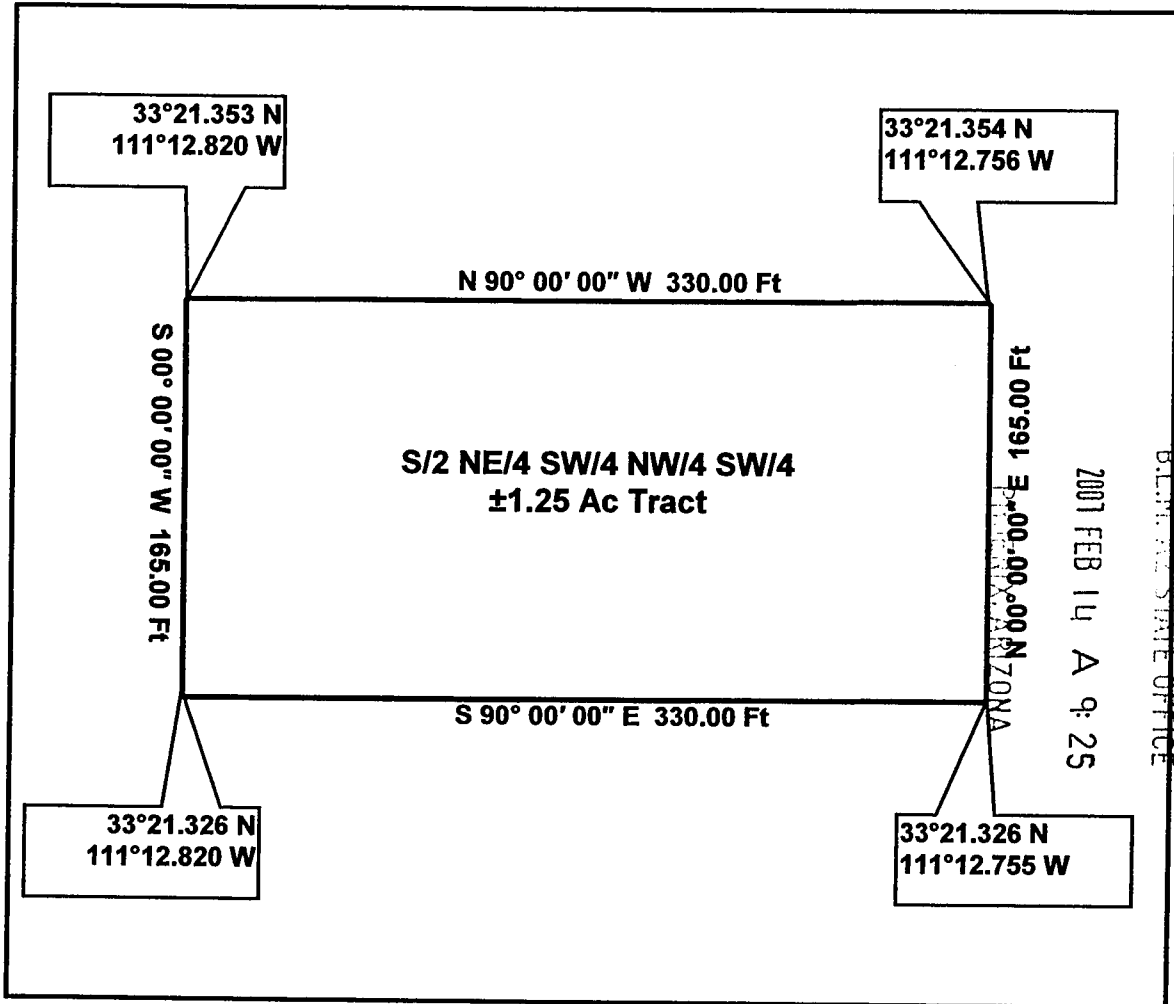 33°21.353 N
111°12.820 W
33°21.354 N
111°12.756 W
N 90° 00' 00" W 330.00 Ft
S 00° 00' 00" W 165.00 Ft
S/2 NE/4 SW/4 NW/4 SW/4
±1.25 Ac Tract
N 00° 00' 00" E 165.00 Ft
ARIZONA
2007 FEB 14 A 9:25
STATE OFFICE
S 90° 00' 00" E 330.00 Ft
33°21.326 N
111°12.820 W
33°21.326 N
111°12.755 W